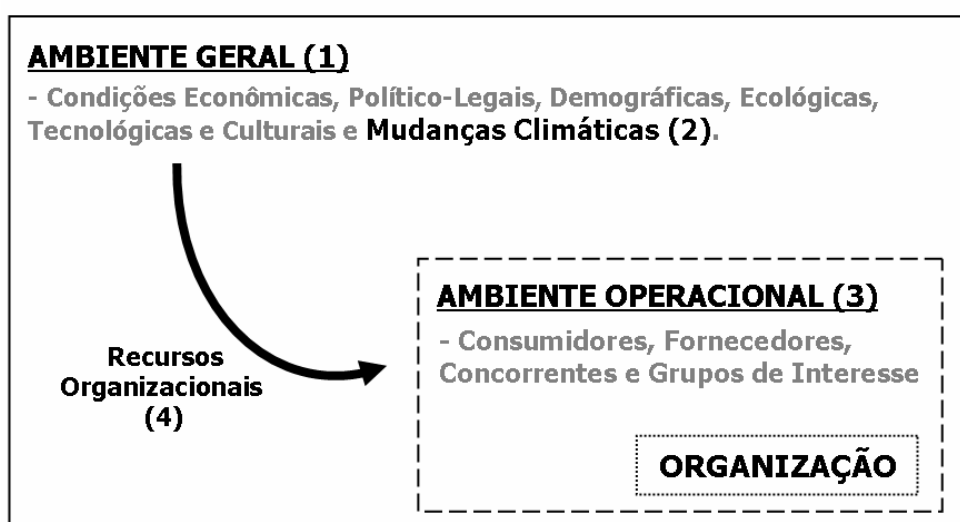 AMBIENTE GERAL (1)
- Condições Econômicas, Político-Legais, Demográficas, Ecológicas,
Tecnológicas e Culturais e Mudanças Climáticas (2).
AMBIENTE OPERACIONAL (3)
- Consumidores, Fornecedores,
Concorrentes e Grupos de Interesse
Recursos
Organizacionais
(4)
ORGANIZAÇÃO